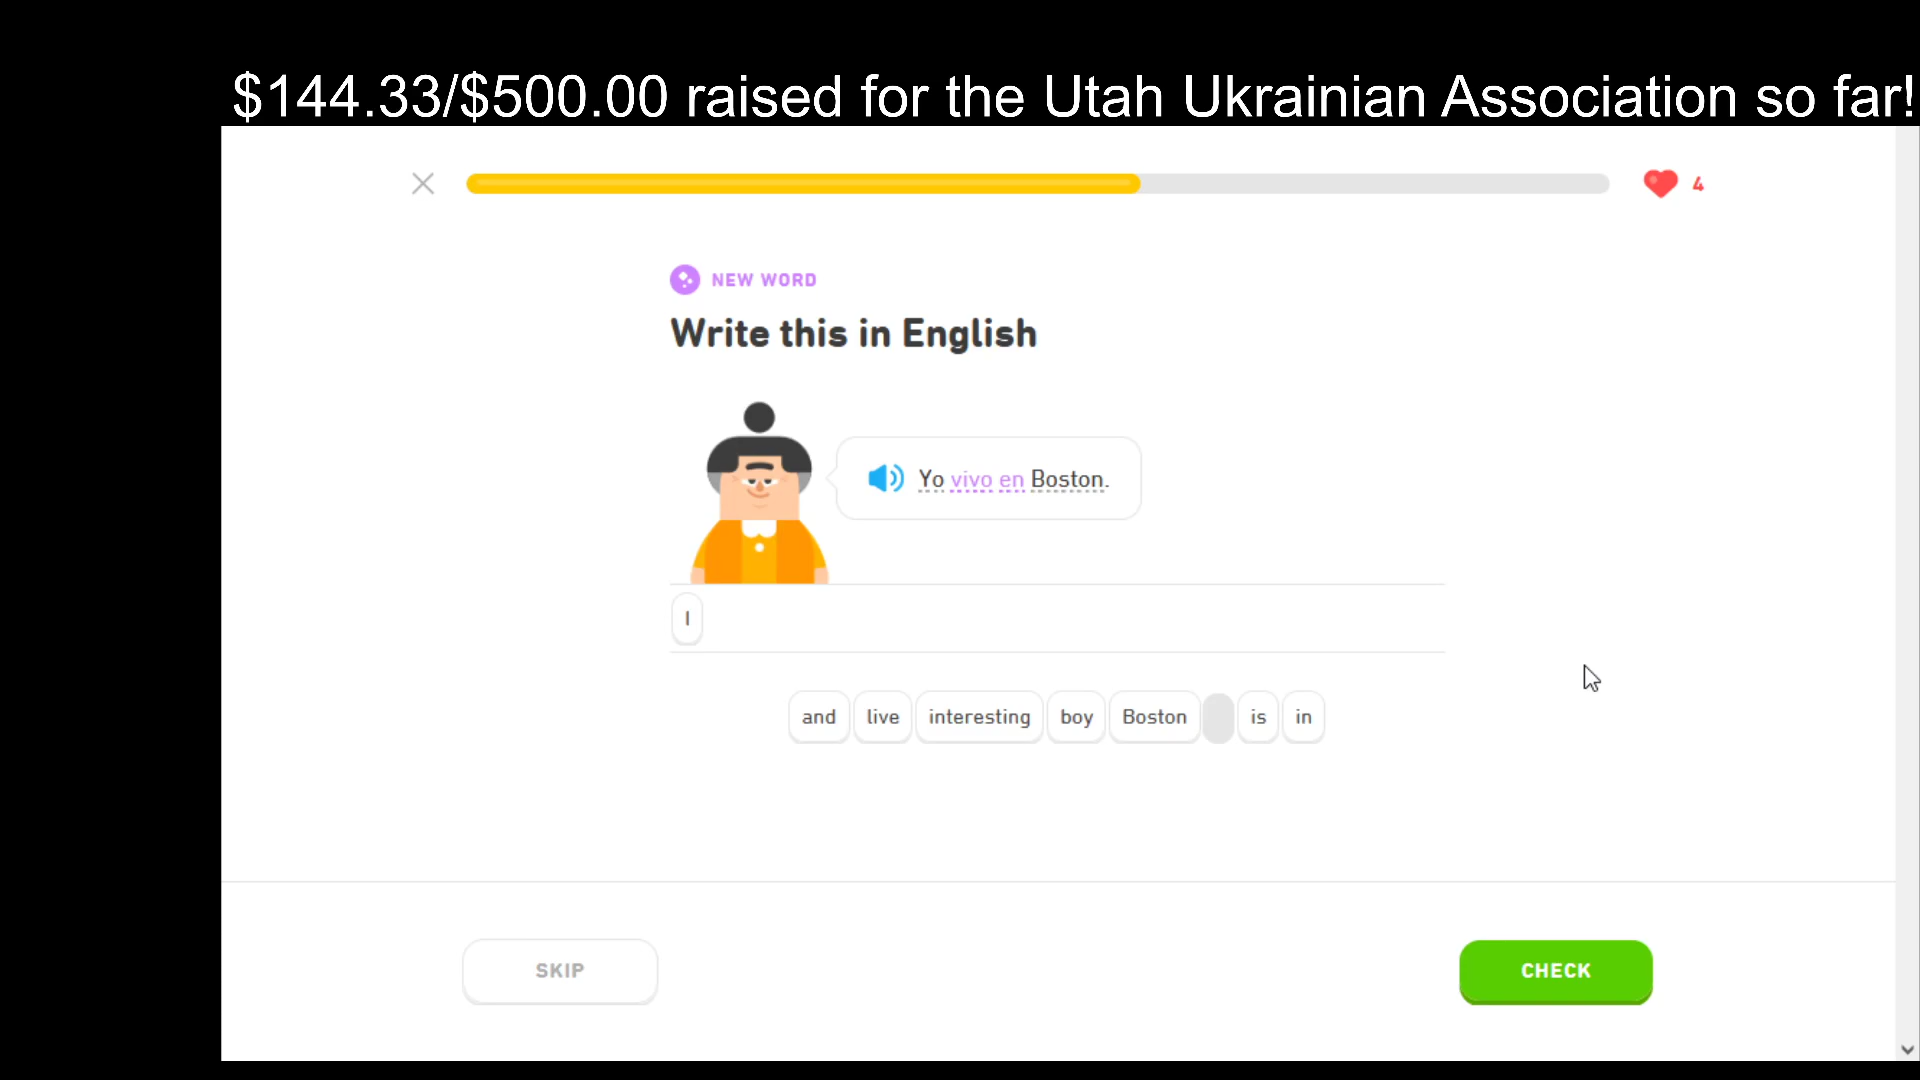 $144.33/$500.00 raised for the Utah Ukrainian Association so far!
4
NEW WORD
Write this in English
Yo vivo en Boston.
I
and live interesting boy Boston is in
SKIP
CHECK